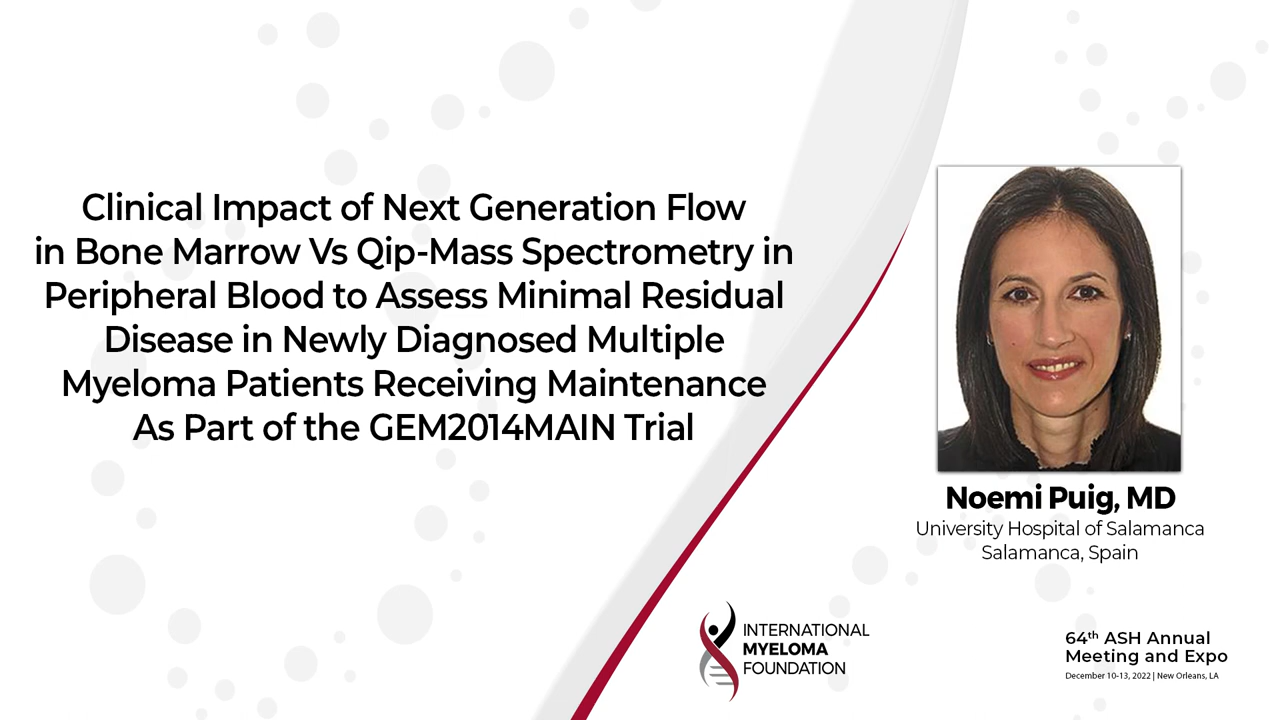 Clinical Impact of Next Generation Flow
in Bone Marrow Vs Qip-Mass Spectrometry in
Peripheral Blood to Assess Minimal Residual
Disease in Newly Diagnosed Multiple
Myeloma Patients Receiving Maintenance
As Part of the GEM2014MAIN Trial
Noemi Puig, MD
University Hospital of Salamanca
Salamanca, Spain
INTERNATIONAL
MYELOMA
FOUNDATION
64th ASH Annual
Meeting and Expo
December 10-13, 2022 | New Orleans, LA